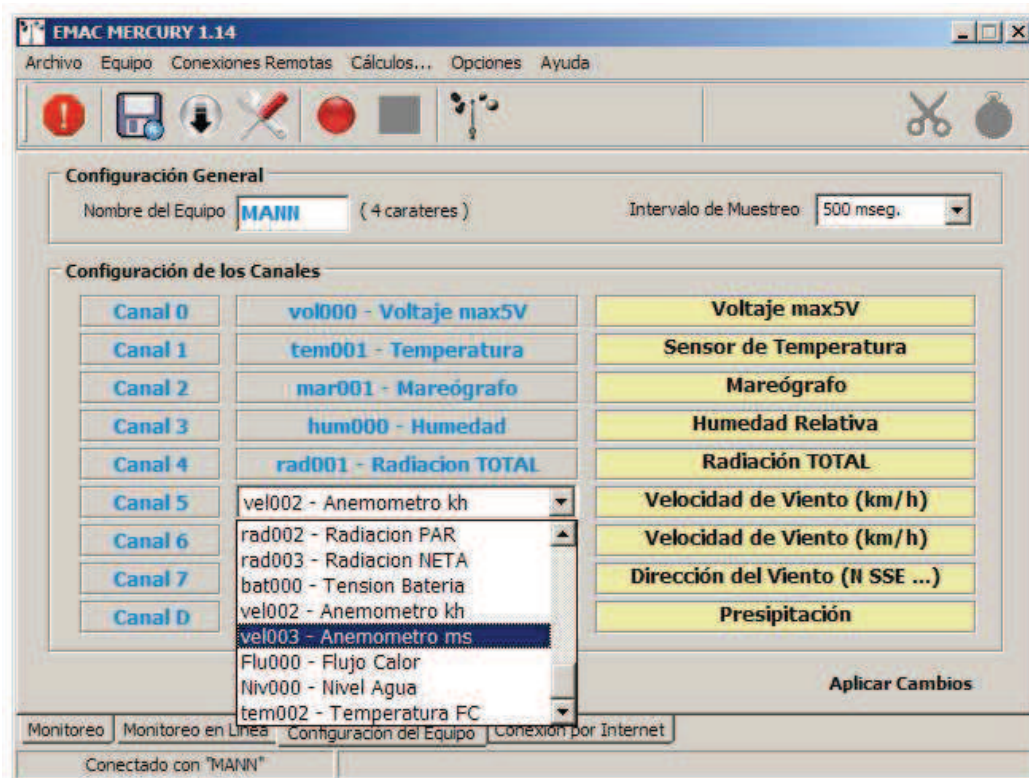 EMAC MERCURY 1.14
Archivo Equipo Conexiones Remotas Cálculos... Opciones Ayuda
Configuración General
Nombre del Equipo MANN ( 4 carateres ) Intervalo de Muestreo 500 mseg.
Configuración de los Canales
Canal 0 vol000 - Voltaje max5V Voltaje max5V
Canal 1 tem001 - Temperatura Sensor de Temperatura
Canal 2 mar001 - Mareógrafo Mareógrafo
Canal 3 hum000 - Humedad Humedad Relativa
Canal 4 rad001 - Radiacion TOTAL Radiación TOTAL
Canal 5 vel002 - Anemometro kh Velocidad de Viento (km/h)
Canal 6 Velocidad de Viento (km/h)
Canal 7 Dirección del Viento (N SSE ...)
Canal D Presipitación
rad002 - Radiacion PAR
rad003 - Radiacion NETA
bat000 - Tension Bateria
vel002 - Anemometro kh
vel003 - Anemometro ms
Flu000 - Flujo Calor
Niv000 - Nivel Agua
tem002 - Temperatura FC
Aplicar Cambios
Monitoreo Monitoreo en Linea Configuración del Equipo Conexión por Internet
Conectado con "MANN"